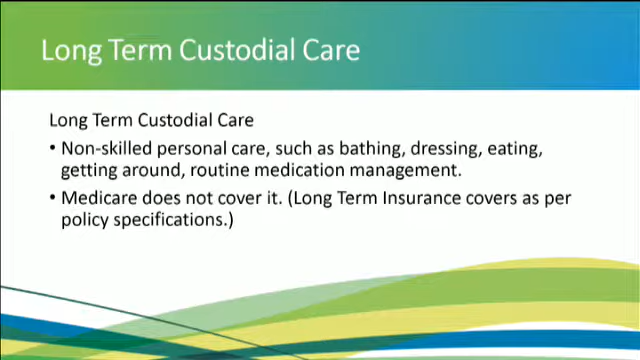 Long Term Custodial Care
Long Term Custodial Care
• Non-skilled personal care, such as bathing, dressing, eating,
getting around, routine medication management.
• Medicare does not cover it. (Long Term Insurance covers as per
policy specifications.)